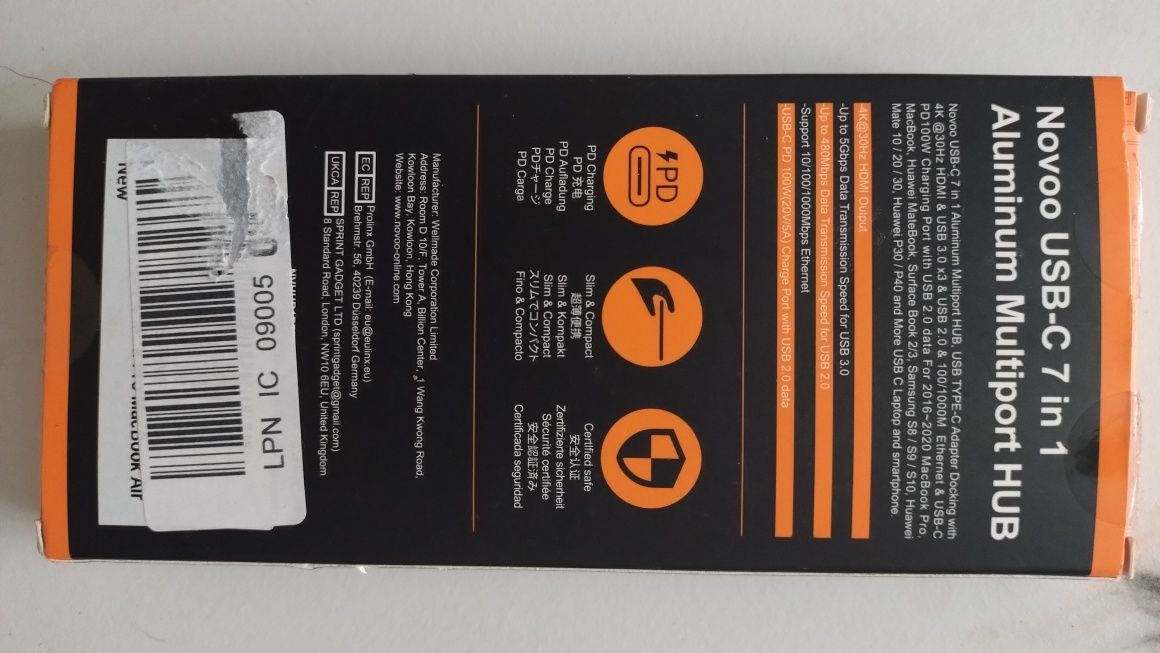 Novoo USB-C 7 in 1
Aluminum Multiport HUB
Novoo USB-C 7 in 1 Aluminum Multiport HUB, USB TYPE-C Adapter Docking with
4K @30Hz HDMI & USB 3.0 x3 & USB 2.0 & 100/1000M Ethernet & USB-C
PD100W Charging Port with USB 2.0 data For 2016~2020 MacBook Pro,
MacBook, Huawei MateBook, Surface Book 2/3, Samsung S8 / S9 / S10, Huawei
Mate 10 / 20 / 30, Huawei P30 / P40 and More USB C Laptop and smartphone.
-4K@30Hz HDMI Output
-Up to 5Gbps Data Transmission Speed for USB 3.0
-Up to 480Mbps Data Transmission Speed for USB 2.0
-Support 10/100/1000Mbps Ethernet
-USB-C PD 100W(20V/5A) Charge Port with USB 2.0 data
PD
PD Charging
PD 充电
PD Aufladung
PD Charge
PDチャージ
PD Carga
Slim & Compact
超薄便携
Slim & Kompakt
Slim & Compact
スリムでコンパクト
Fino & Compacto
Certified safe
安全认证
Zertifizierte sicherheit
Sécurité certifiée
安全認証済み
Certificada seguridad
Manufacturer: Wellmade Corporation Limited
Adress: Room D 10/F, Tower A, Billion Center, 1 Wang Kwong Road,
Kowloon Bay, Kowloon, Hong Kong
Website: www.novoo-online.com
EC REP Prolinx GmbH (E-mail: eu@eulinx.eu)
Brehmstr. 56, 40239 Düsseldorf Germany
UKCA REP SPRINT GADGET LTD (sprintgadget@gmail.com)
8 Standard Road, London, NW10 6EU, United Kingdom
LPN IC 09005
MacBook Air
New